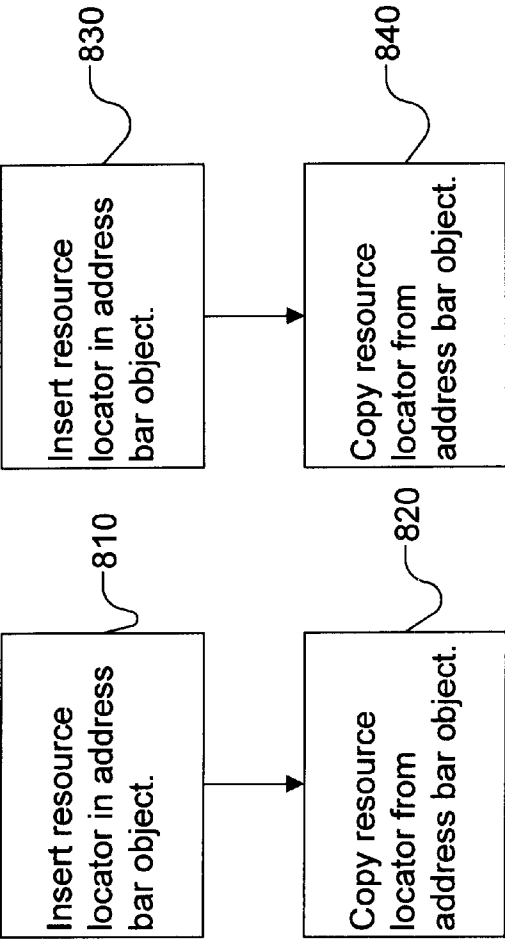 Insert resource
locator in address
bar object.
810
Copy resource
locator from
address bar object.
820
Insert resource
locator in address
bar object.
830
Copy resource
locator from
address bar object.
840